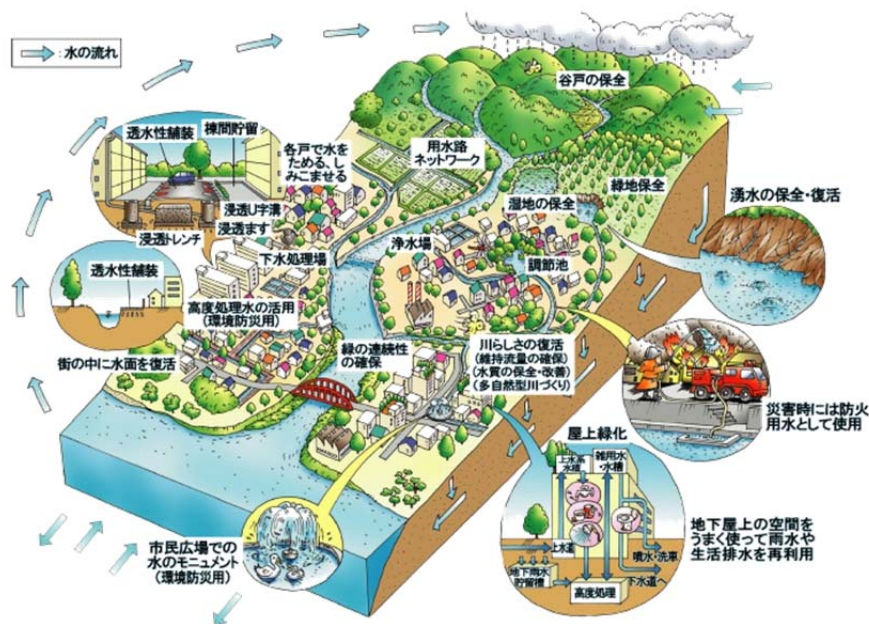 :水の流れ
谷戸の保全
透水性舗装
棟間貯留
各戸で水を
ためる、し
みこませる
用水路
ネットワーク
緑地保全
湧水の保全・復活
湿地の保全
浸透U字溝
浸透ます
浸透トレンチ
下水処理場
浄水場
調節池
透水性舗装
高度処理水の活用
(環境防災用)
街の中に水面を復活
緑の連続性
の確保
川らしさの復活
(維持流量の確保)
(水質の保全・改善)
(多自然型川づくり)
災害時には防火
用水として使用
屋上緑化
上水系
水槽
雑用水
・水槽
地下屋上の空間を
うまく使って雨水や
生活排水を再利用
市民広場での
水のモニュメント
(環境防災用)
上水道
噴水・洗車
地下雨水
貯留槽
高度処理
下水道へ